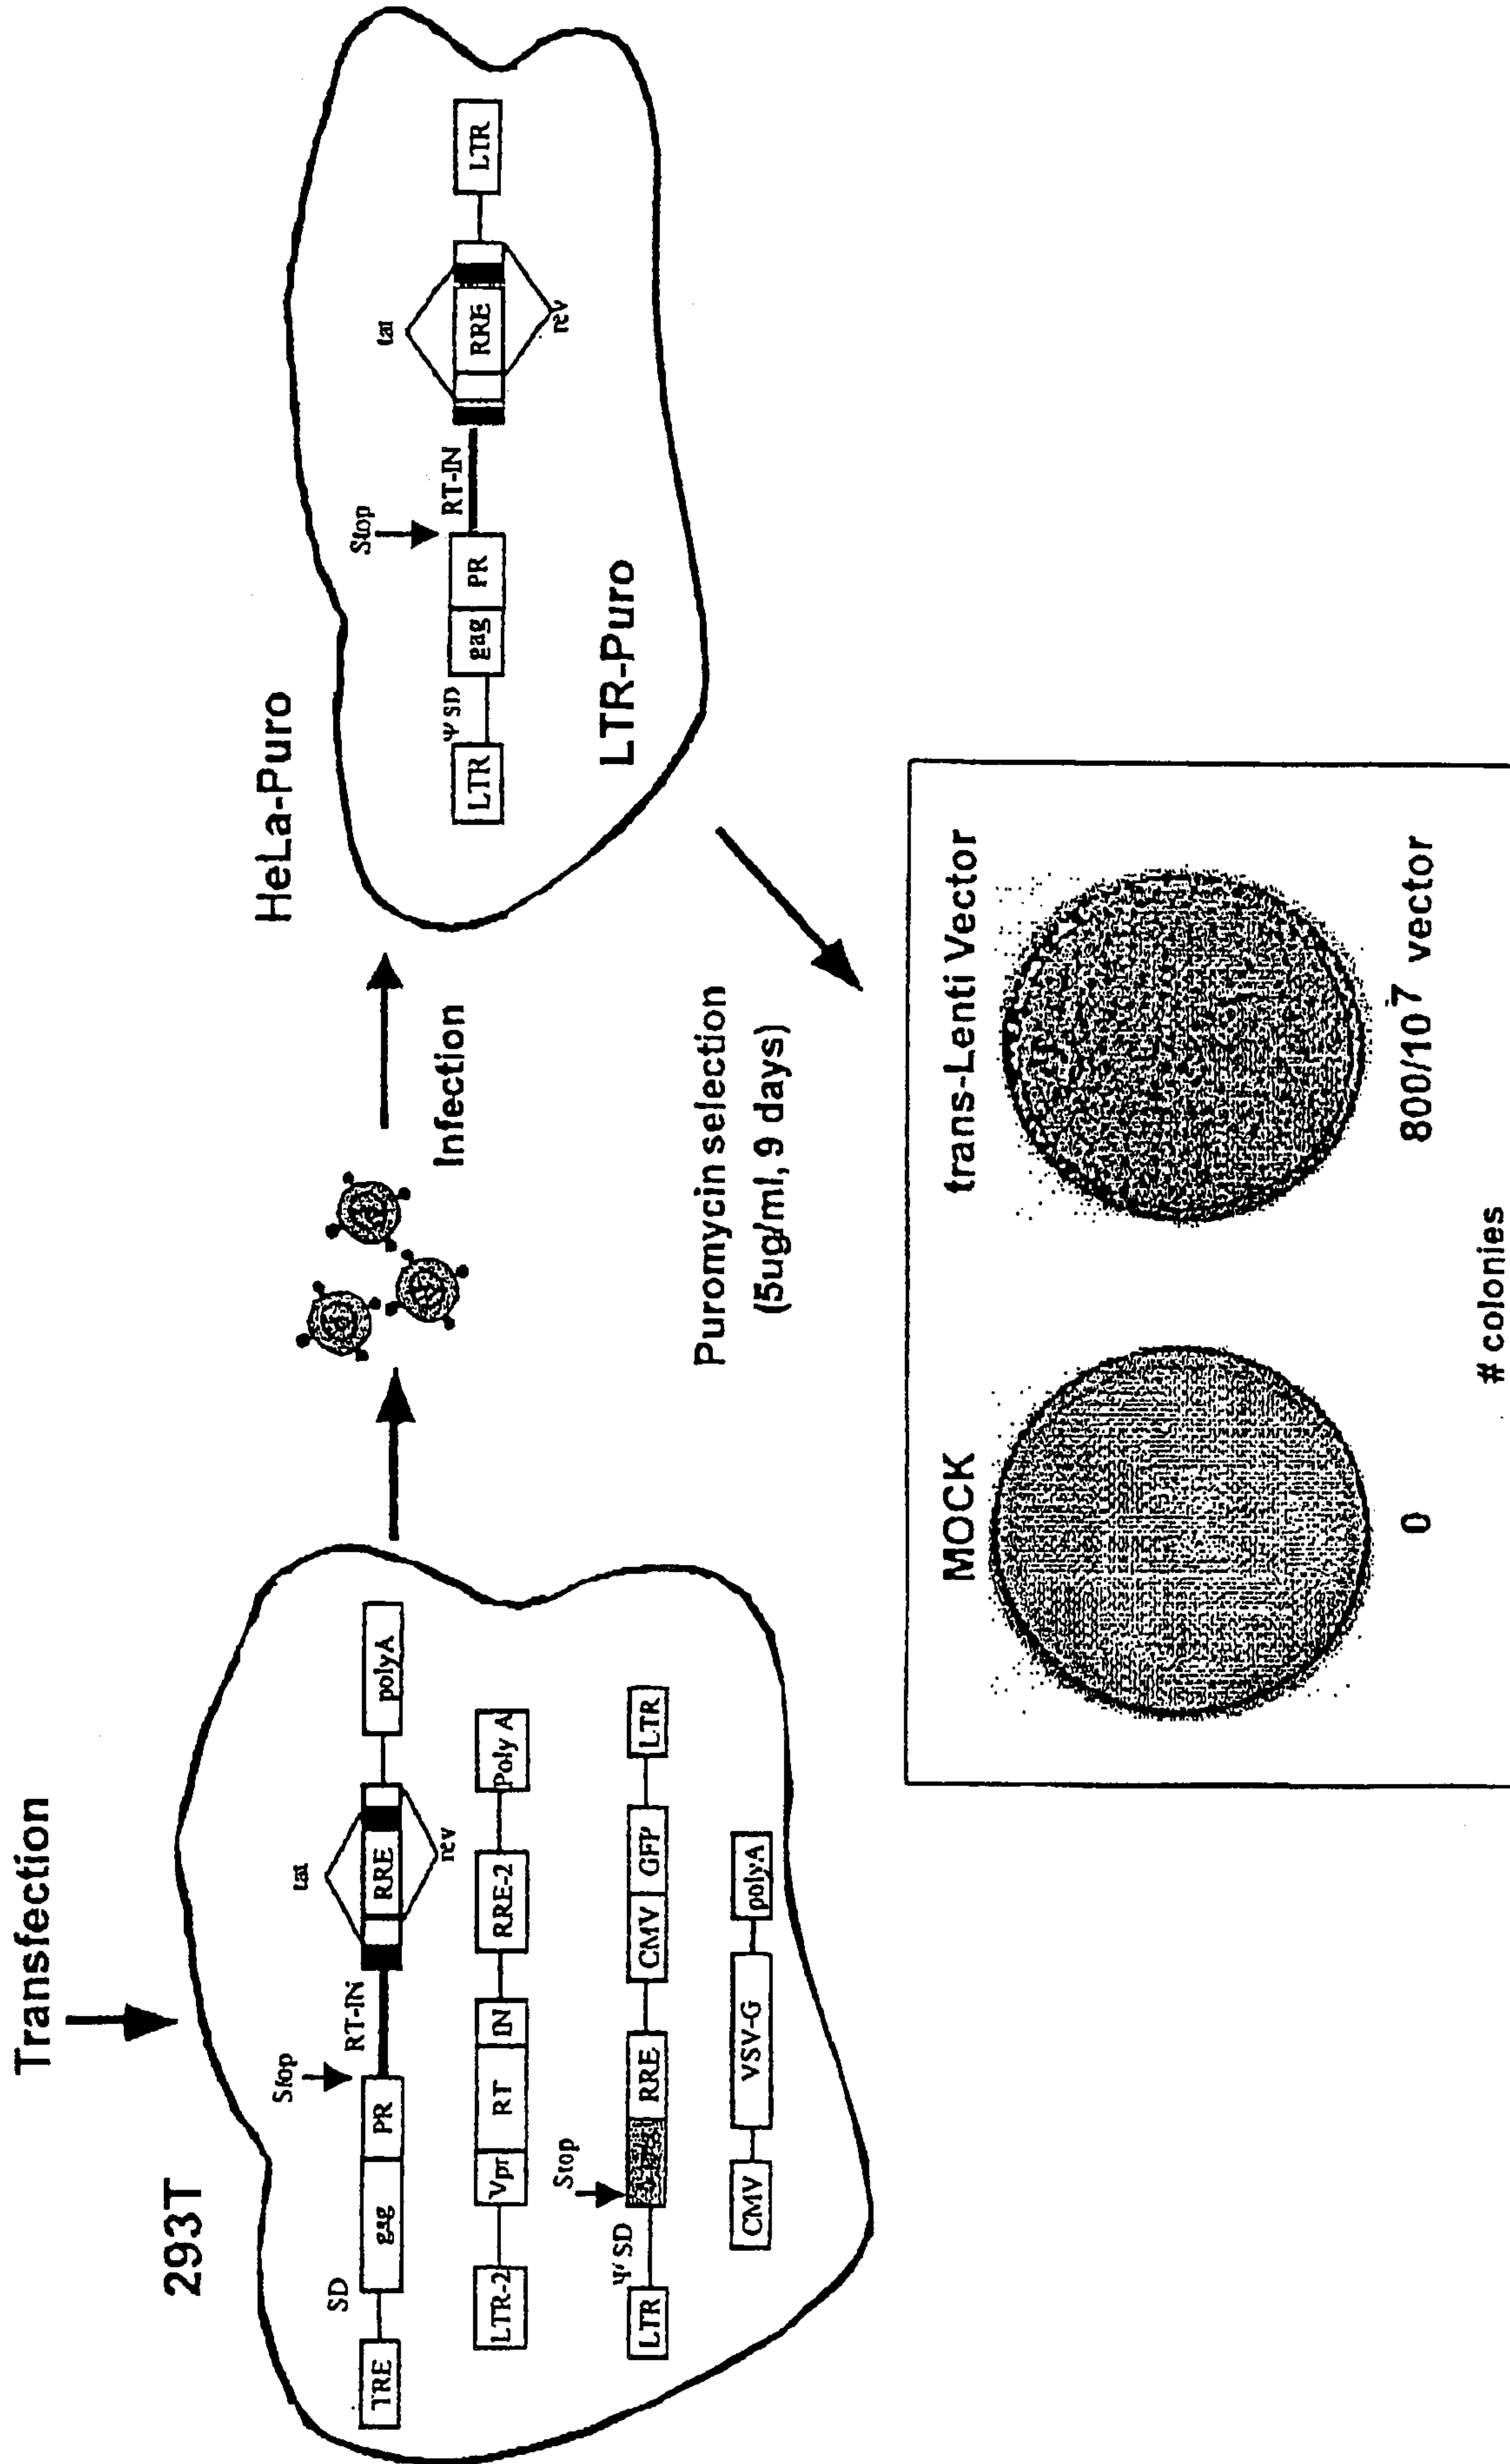 Transfection
293T
HeLa-Puro
Stop
tat
SD
RT-IN
TRE
gag
PR
RRE
polyA
rev
LTR-2
Vpr
RT
IN
RRE-2
Poly A
Stop
Ψ SD
LTR
RRE
CMV
GFP
LTR
CMV
VSV-G
polyA
Infection
Stop
tat
Ψ SD
RT-IN
LTR
gag
PR
RRE
LTR
rev
LTR-Puro
Puromycin selection
(5ug/ml, 9 days)
MOCK
trans-Lenti Vector
0
800/10⁷ vector
# colonies